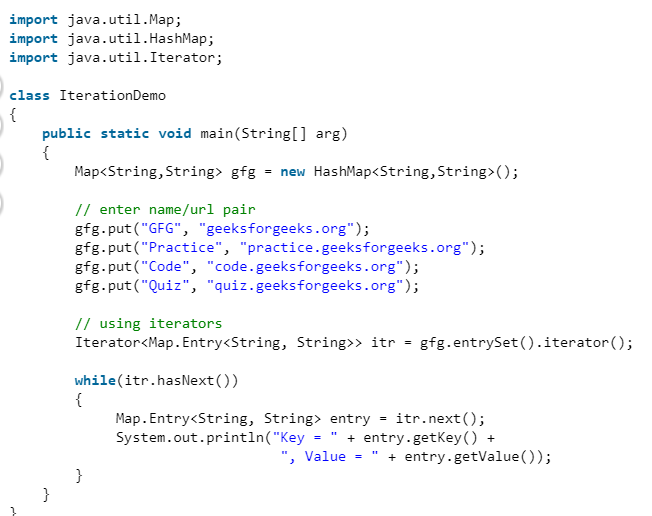 import java.util.Map;
import java.util.HashMap;
import java.util.Iterator;

class IterationDemo
{
    public static void main(String[] arg)
    {
        Map<String,String> gfg = new HashMap<String,String>();

        // enter name/url pair
        gfg.put("GFG", "geeksforgeeks.org");
        gfg.put("Practice", "practice.geeksforgeeks.org");
        gfg.put("Code", "code.geeksforgeeks.org");
        gfg.put("Quiz", "quiz.geeksforgeeks.org");

        // using iterators
        Iterator<Map.Entry<String, String>> itr = gfg.entrySet().iterator();

        while(itr.hasNext())
        {
             Map.Entry<String, String> entry = itr.next();
             System.out.println("Key = " + entry.getKey() +
                                 ", Value = " + entry.getValue());
        }
    }
}